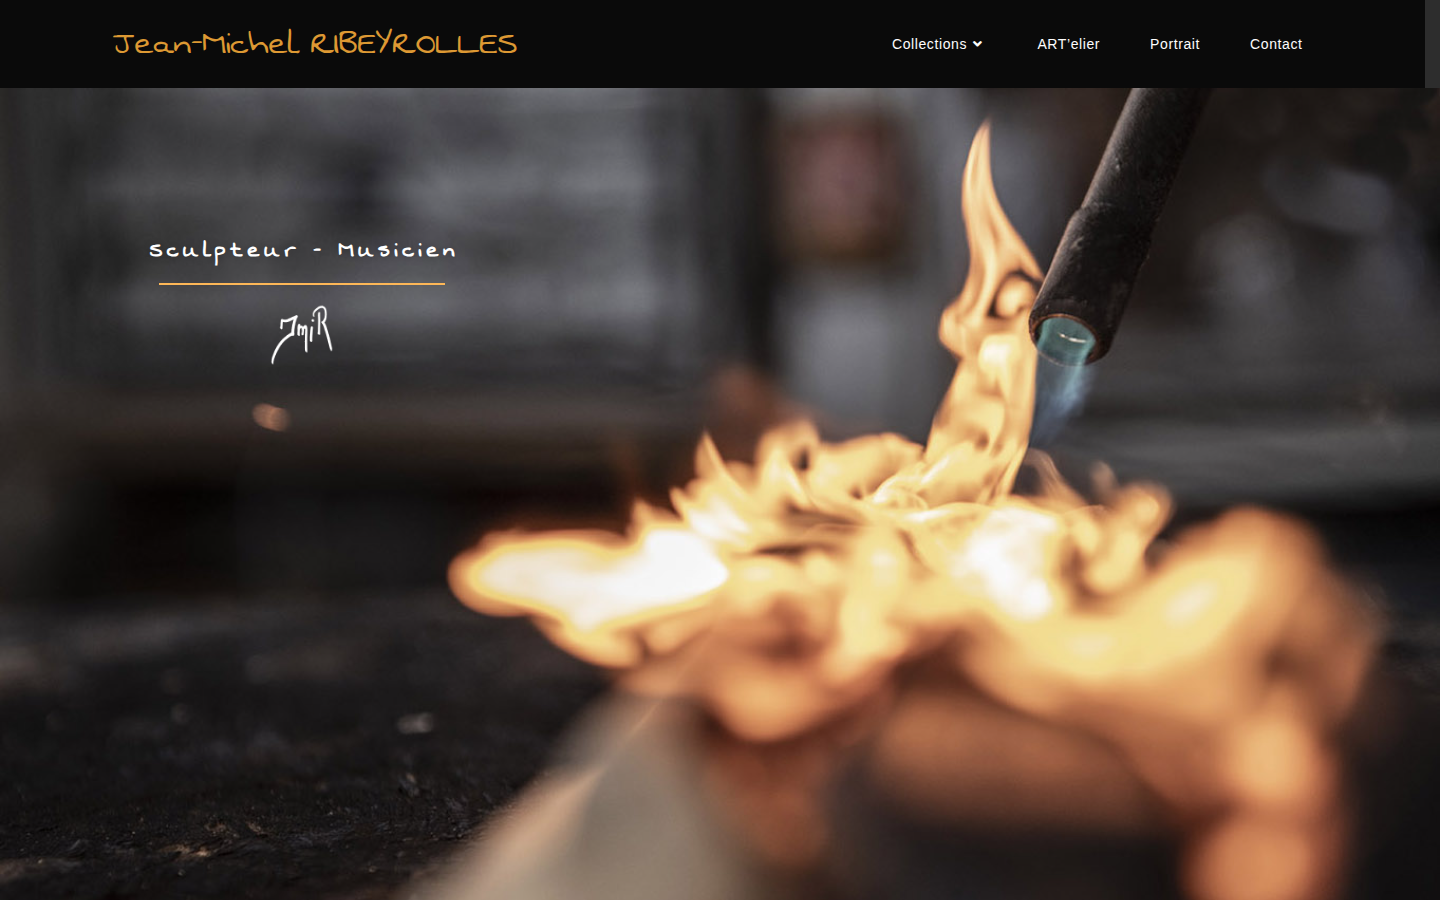 Jean-Michel RIBEYROLLES
Collections
ART'elier
Portrait
Contact
Sculpteur - Musicien
JmiR